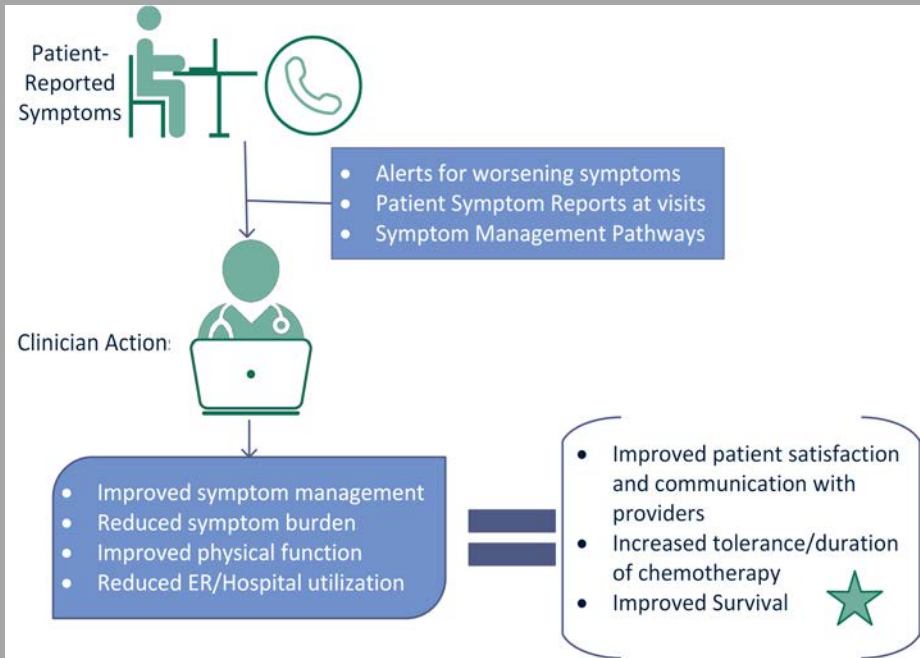 Patient-
Reported
Symptoms
• Alerts for worsening symptoms
• Patient Symptom Reports at visits
• Symptom Management Pathways
Clinician Actions
• Improved symptom management
• Reduced symptom burden
• Improved physical function
• Reduced ER/Hospital utilization
• Improved patient satisfaction
and communication with
providers
• Increased tolerance/duration
of chemotherapy
• Improved Survival